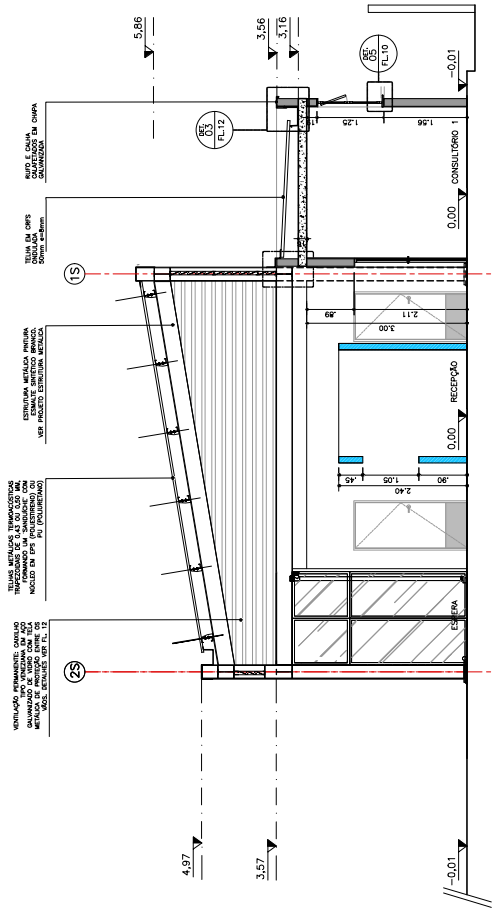 VENTILAÇÃO PERMANENTE: CAIXILHO
TIPO VENEZIANA EM AÇO
GALVANIZADO DE VIDRO COM TELA
METÁLICA DE PROTEÇÃO ENTRE OS
VÃOS. DETALHES VER FL. 12
TELHAS METÁLICAS TERMOACÚSTICAS
TRAPEZOIDAIS DE 0,43 OU 0,50 MM,
FORMANDO UM "SANDUÍCHE" COM
NÚCLEO EM EPS (POLIESTIRENO) OU
PU (POLIURETANO)
ESTRUTURA METÁLICA PINTURA
ESMALTE SINTÉTICO BRANCO.
VER PROJETO ESTRUTURA METÁLICA
TELHA EM CRFS
ONDULADA
50mm e=8mm
RUFO E CALHA
CALAFETADOS EM CHAPA
GALVANIZADA
2S
1S
DET.
03
FL.12
DET.
05
FL.10
4,97
3,57
-0,01
5,86
3,56
3,16
-0,01
ESPERA
RECEPÇÃO
0,00
CONSULTÓRIO 1
0,00
2.40
.45
1.05
.90
.89
3.00
2.11
1.25
1.56